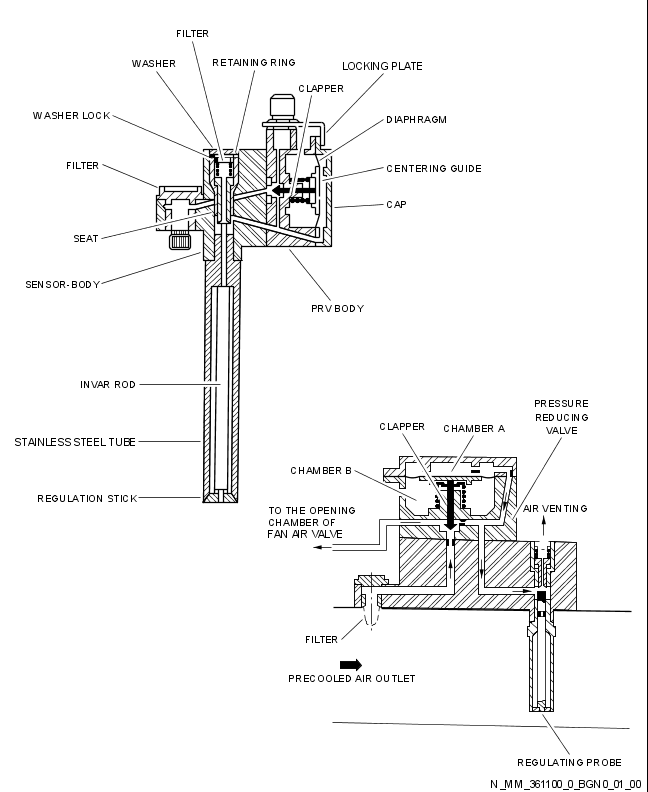 FILTER
WASHER
RETAINING RING
LOCKING PLATE
CLAPPER
WASHER LOCK
DIAPHRAGM
FILTER
CENTERING GUIDE
CAP
SEAT
SENSOR-BODY
PRV BODY
INVAR ROD
STAINLESS STEEL TUBE
REGULATION STICK
PRESSURE
REDUCING
VALVE
CLAPPER
CHAMBER A
CHAMBER B
AIR VENTING
TO THE OPENING
CHAMBER OF
FAN AIR VALVE
FILTER
PRECOOLED AIR OUTLET
REGULATING PROBE
N_MM_361100_0_BGN0_01_00